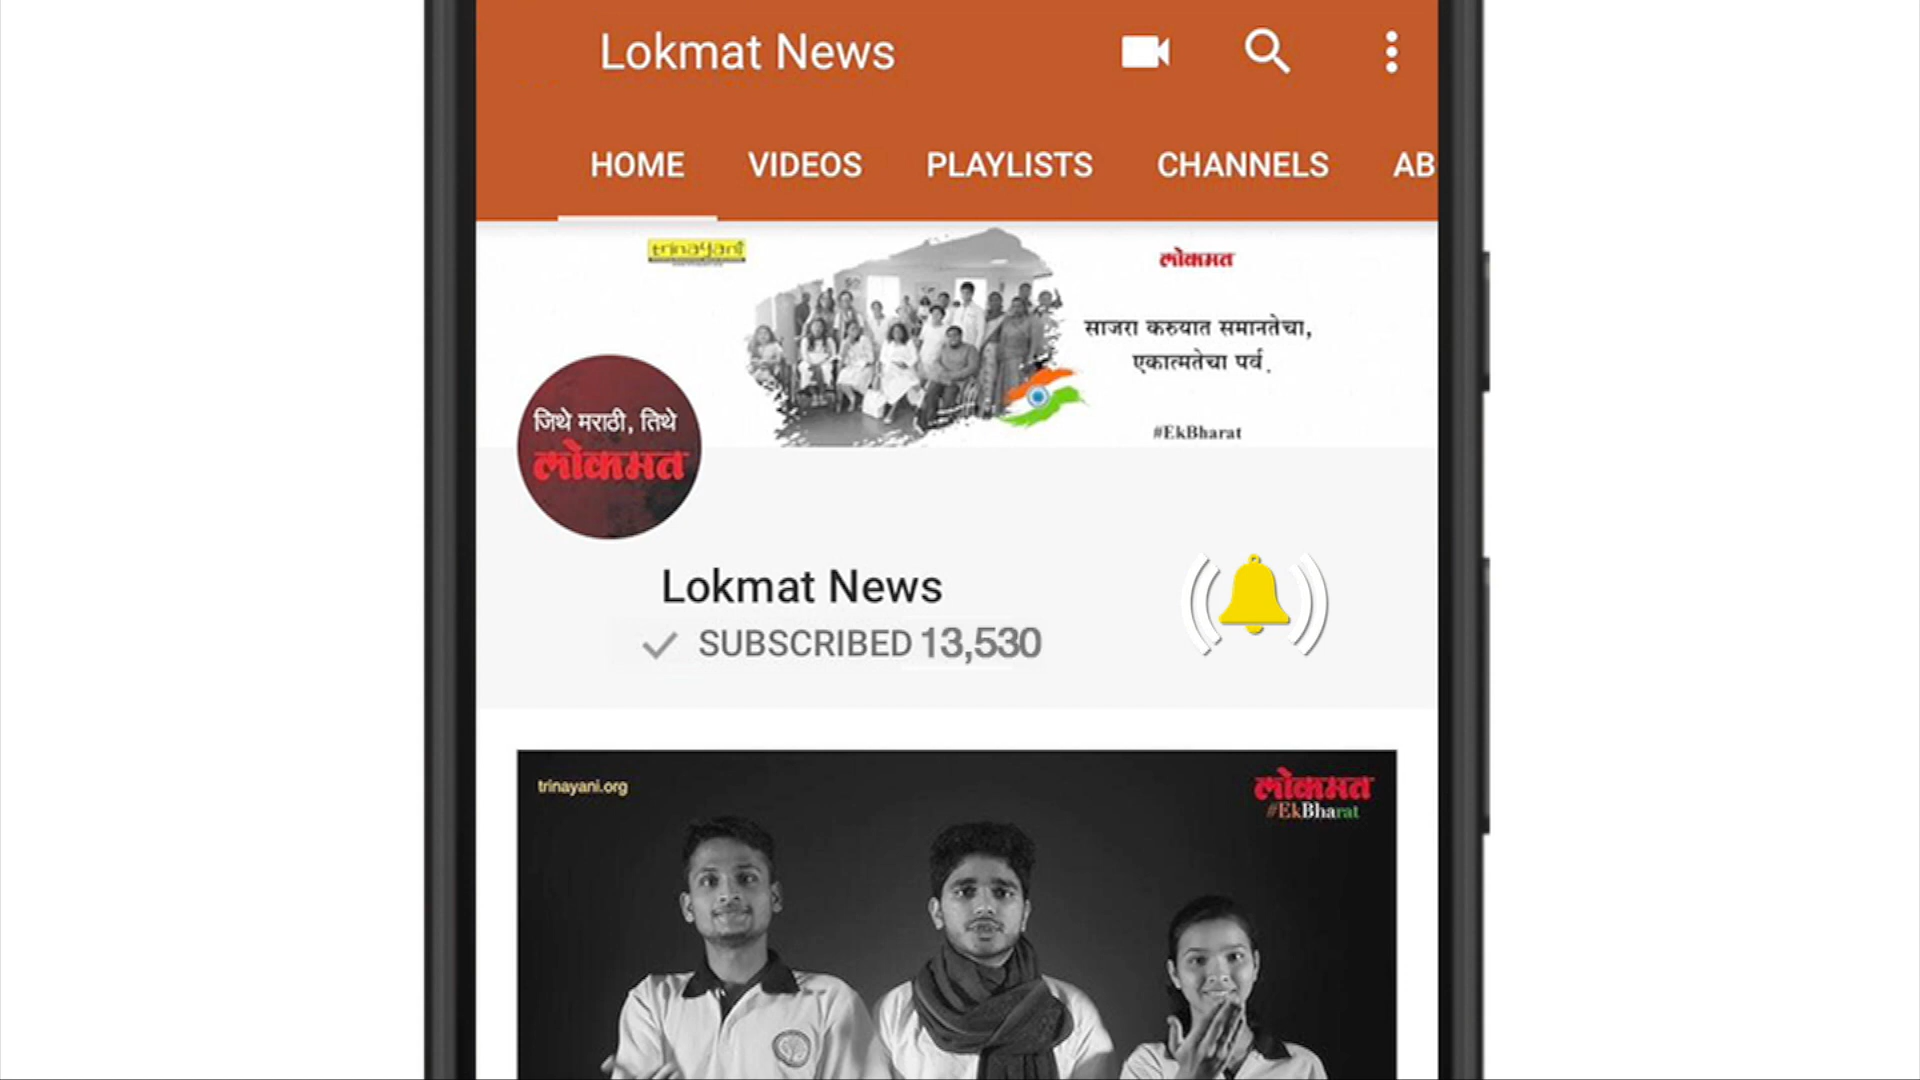 Lokmat News
HOME VIDEOS PLAYLISTS CHANNELS AB
trinayani
लोकमत
साजरा करुयात समानतेचा,
एकात्मतेचा पर्व.
#EkBharat
जिथे मराठी, तिथे
लोकमत
Lokmat News
SUBSCRIBED 13,530
trinayani.org
लोकमत
#EkBharat